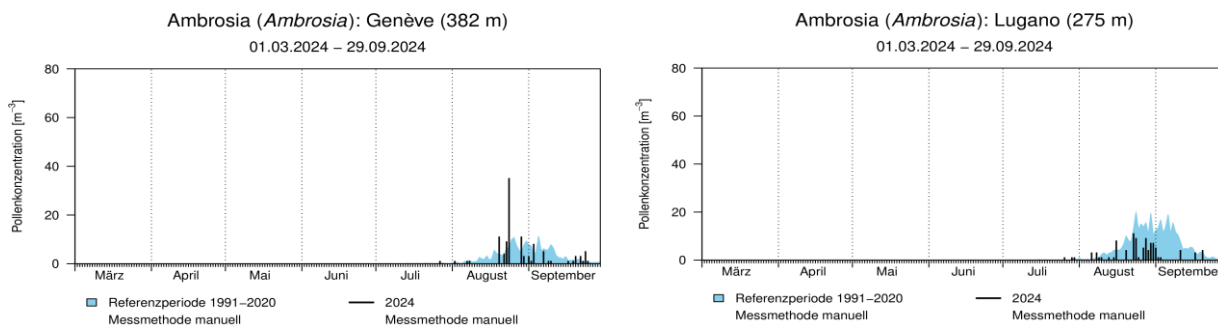 Ambrosia (Ambrosia): Genève (382 m)
01.03.2024 – 29.09.2024
Pollenkonzentration [m⁻³]
80
60
40
20
0
März April Mai Juni Juli August September
Referenzperiode 1991–2020
Messmethode manuell
2024
Messmethode manuell
Ambrosia (Ambrosia): Lugano (275 m)
01.03.2024 – 29.09.2024
Pollenkonzentration [m⁻³]
80
60
40
20
0
März April Mai Juni Juli August September
Referenzperiode 1991–2020
Messmethode manuell
2024
Messmethode manuell